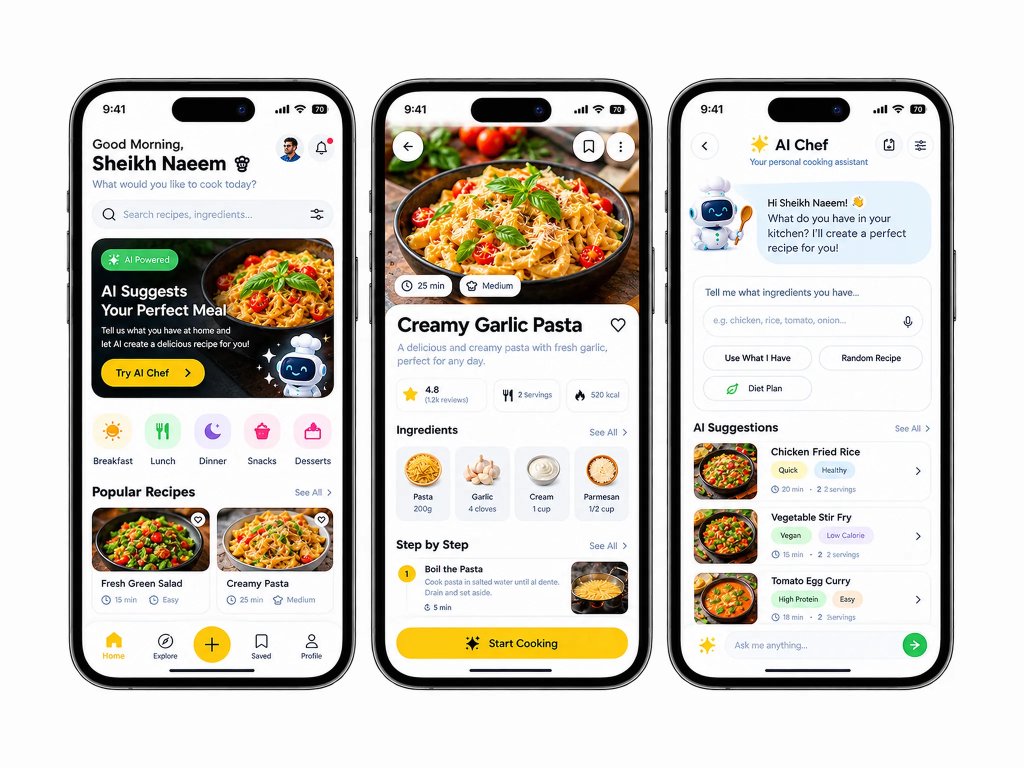 9:41
70
Good Morning,
Sheikh Naeem
What would you like to cook today?
Search recipes, ingredients...
AI Powered
AI Suggests
Your Perfect Meal
Tell us what you have at home and
let AI create a delicious recipe for you!
Try AI Chef
Breakfast
Lunch
Dinner
Snacks
Desserts
Popular Recipes
See All
Fresh Green Salad
15 min
Easy
Creamy Pasta
25 min
Medium
Home
Explore
Saved
Profile
9:41
70
25 min
Medium
Creamy Garlic Pasta
A delicious and creamy pasta with fresh garlic,
perfect for any day.
4.8
(1.2k reviews)
2 Servings
520 kcal
Ingredients
See All
Pasta
200g
Garlic
4 cloves
Cream
1 cup
Parmesan
1/2 cup
Step by Step
See All
1
Boil the Pasta
Cook pasta in salted water until al dente.
Drain and set aside.
5 min
Start Cooking
9:41
70
AI Chef
Your personal cooking assistant
Hi Sheikh Naeem!
What do you have in your
kitchen? I'll create a perfect
recipe for you!
Tell me what ingredients you have...
e.g. chicken, rice, tomato, onion...
Use What I Have
Random Recipe
Diet Plan
AI Suggestions
See All
Chicken Fried Rice
Quick
Healthy
20 min • 2 2 servings
Vegetable Stir Fry
Vegan
Low Calorie
15 min • 2 2 servings
Tomato Egg Curry
High Protein
Easy
18 min • 2 2servings
Ask me anything...